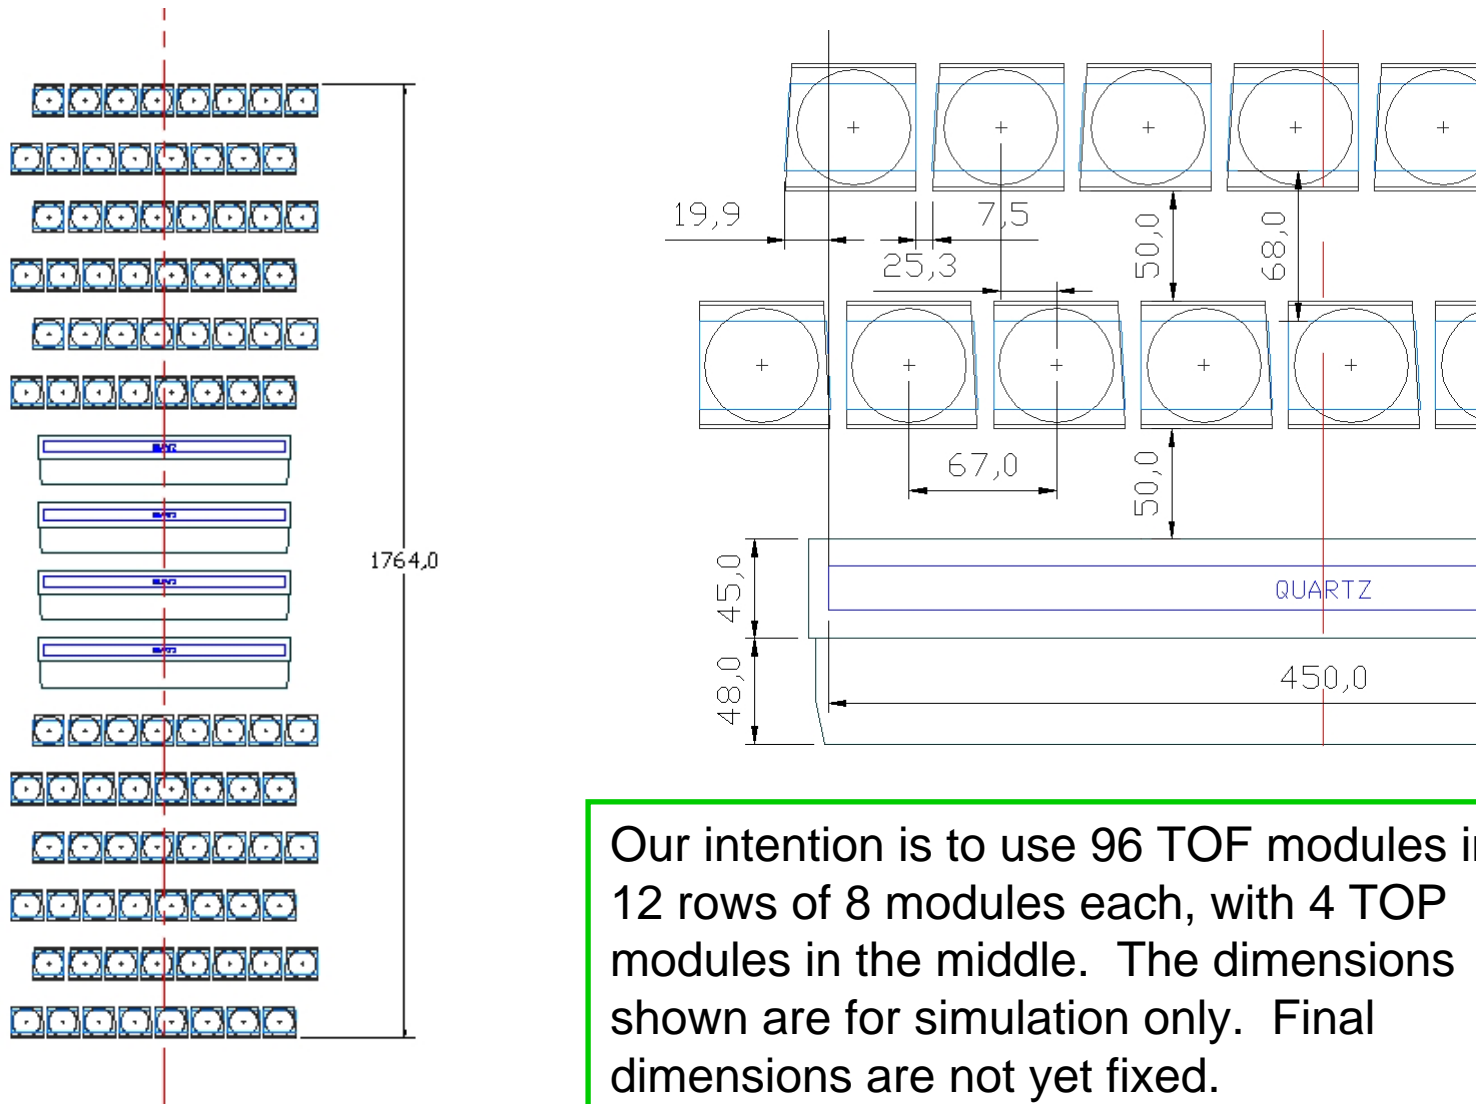 1764,0
19,9
7,5
25,3
50,0
68,0
67,0
50,0
45,0
QUARTZ
48,0
450,0
Our intention is to use 96 TOF modules in
12 rows of 8 modules each, with 4 TOP
modules in the middle. The dimensions
shown are for simulation only. Final
dimensions are not yet fixed.